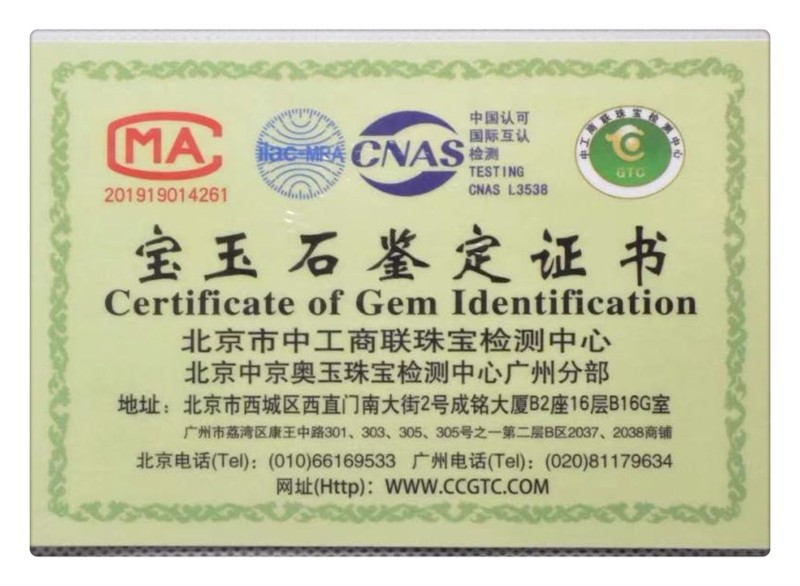 CMA
201919014261
ilac-MRA
CNAS
中国认可
国际互认
检测
TESTING
CNAS L3538
中工商联珠宝检测中心
GTC
宝玉石鉴定证书
Certificate of Gem Identification
北京市中工商联珠宝检测中心
北京中京奥玉珠宝检测中心广州分部
地址：北京市西城区西直门南大街2号成铭大厦B2座16层B16G室
广州市荔湾区康王中路301、303、305、305号之一第二层B区2037、2038商铺
北京电话(Tel)：(010)66169533 广州电话(Tel)：(020)81179634
网址(Http)：WWW.CCGTC.COM